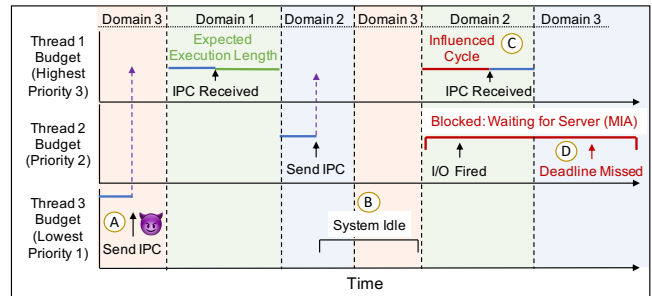 Domain 3 Domain 1 Domain 2 Domain 3 Domain 2 Domain 3
Thread 1
Budget
(Highest
Priority 3)
Expected
Execution Length
IPC Received
Influenced
Cycle
C
IPC Received
Thread 2
Budget
(Priority 2)
Send IPC
Blocked: Waiting for Server (MIA)
I/O Fired
D
Deadline Missed
Thread 3
Budget
(Lowest
Priority 1)
A
Send IPC
B
System Idle
Time